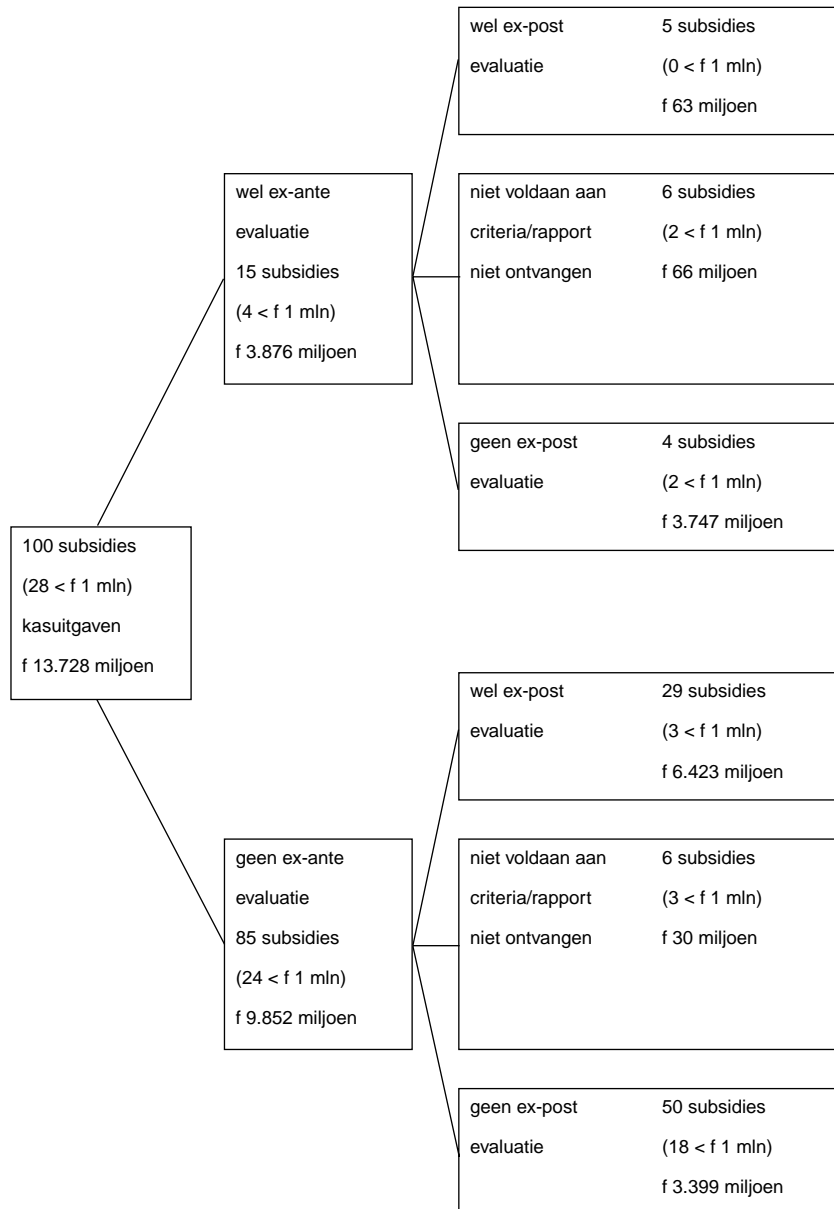 wel ex-post 5 subsidies
evaluatie (0 < f 1 mln)
f 63 miljoen
wel ex-ante
evaluatie
15 subsidies
(4 < f 1 mln)
f 3.876 miljoen
niet voldaan aan 6 subsidies
criteria/rapport (2 < f 1 mln)
niet ontvangen f 66 miljoen
geen ex-post 4 subsidies
evaluatie (2 < f 1 mln)
f 3.747 miljoen
100 subsidies
(28 < f 1 mln)
kasuitgaven
f 13.728 miljoen
wel ex-post 29 subsidies
evaluatie (3 < f 1 mln)
f 6.423 miljoen
geen ex-ante
evaluatie
85 subsidies
(24 < f 1 mln)
f 9.852 miljoen
niet voldaan aan 6 subsidies
criteria/rapport (3 < f 1 mln)
niet ontvangen f 30 miljoen
geen ex-post 50 subsidies
evaluatie (18 < f 1 mln)
f 3.399 miljoen